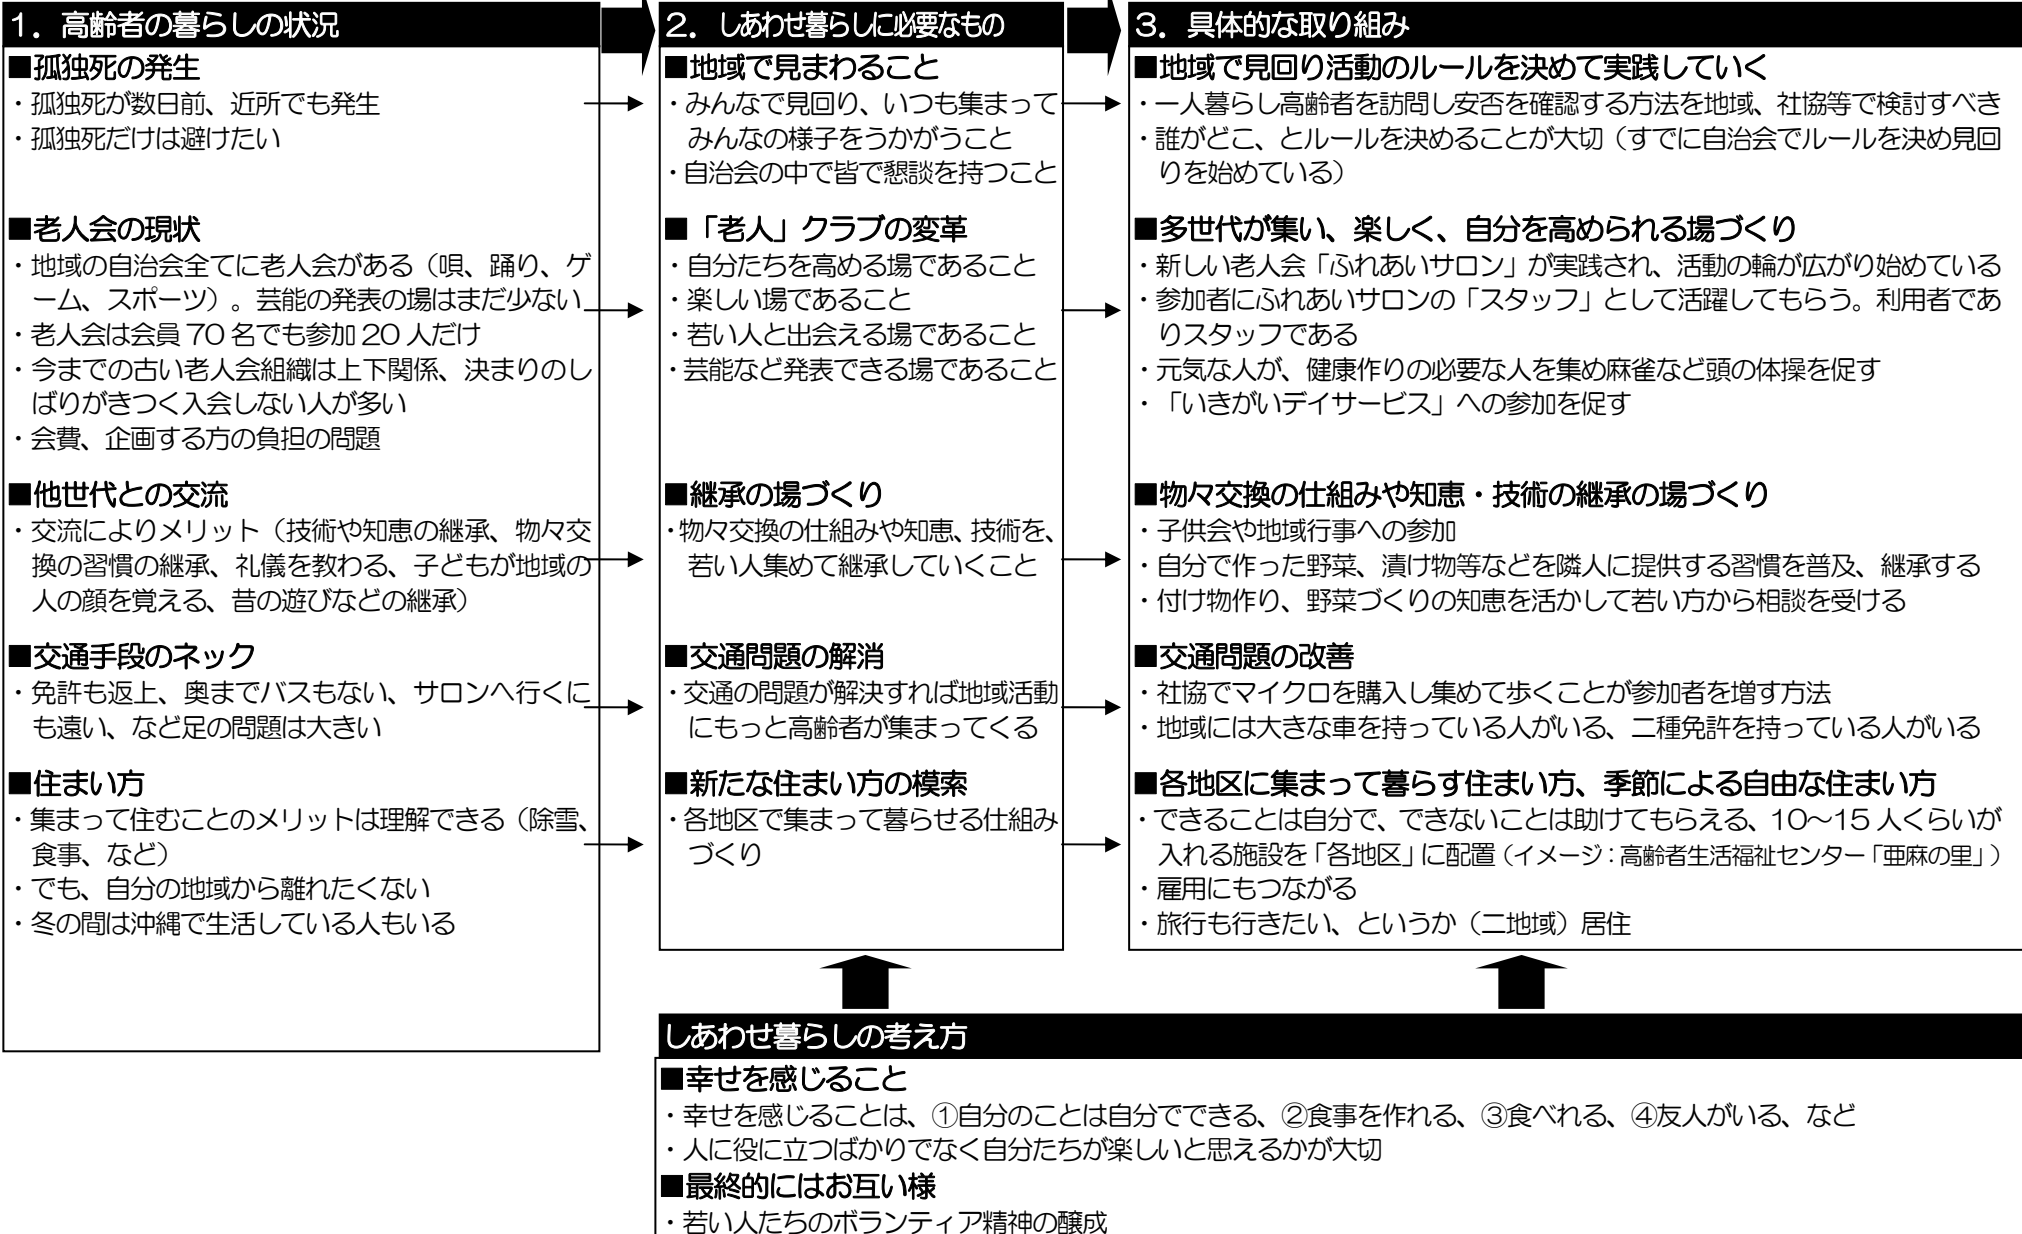 1．高齢者の暮らしの状況
■孤独死の発生
・孤独死が数日前、近所でも発生
・孤独死だけは避けたい
■老人会の現状
・地域の自治会全てに老人会がある（唄、踊り、ゲ
ーム、スポーツ）。芸能の発表の場はまだ少ない
・老人会は会員 70 名でも参加 20 人だけ
・今までの古い老人会組織は上下関係、決まりのし
ばりがきつく入会しない人が多い
・会費、企画する方の負担の問題
■他世代との交流
・交流によりメリット（技術や知恵の継承、物々交
換の習慣の継承、礼儀を教わる、子どもが地域の
人の顔を覚える、昔の遊びなどの継承）
■交通手段のネック
・免許も返上、奥までバスもない、サロンへ行くに
も遠い、など足の問題は大きい
■住まい方
・集まって住むことのメリットは理解できる（除雪、
食事、など）
・でも、自分の地域から離れたくない
・冬の間は沖縄で生活している人もいる
2．しあわせ暮らしに必要なもの
■地域で見まわること
・みんなで見回り、いつも集まって
みんなの様子をうかがうこと
・自治会の中で皆で懇談を持つこと
■「老人」クラブの変革
・自分たちを高める場であること
・楽しい場であること
・若い人と出会える場であること
・芸能など発表できる場であること
■継承の場づくり
・物々交換の仕組みや知恵、技術を、
若い人集めて継承していくこと
■交通問題の解消
・交通の問題が解決すれば地域活動
にもっと高齢者が集まってくる
■新たな住まい方の模索
・各地区で集まって暮らせる仕組み
づくり
3．具体的な取り組み
■地域で見回り活動のルールを決めて実践していく
・一人暮らし高齢者を訪問し安否を確認する方法を地域、社協等で検討すべき
・誰がどこ、とルールを決めることが大切（すでに自治会でルールを決め見回
りを始めている）
■多世代が集い、楽しく、自分を高められる場づくり
・新しい老人会「ふれあいサロン」が実践され、活動の輪が広がり始めている
・参加者にふれあいサロンの「スタッフ」として活躍してもらう。利用者であ
りスタッフである
・元気な人が、健康作りの必要な人を集め麻雀など頭の体操を促す
・「いきがいデイサービス」への参加を促す
■物々交換の仕組みや知恵・技術の継承の場づくり
・子供会や地域行事への参加
・自分で作った野菜、漬け物等などを隣人に提供する習慣を普及、継承する
・付け物作り、野菜づくりの知恵を活かして若い方から相談を受ける
■交通問題の改善
・社協でマイクロを購入し集めて歩くことが参加者を増す方法
・地域には大きな車を持っている人がいる、二種免許を持っている人がいる
■各地区に集まって暮らす住まい方、季節による自由な住まい方
・できることは自分で、できないことは助けてもらえる、10～15 人くらいが
入れる施設を「各地区」に配置（イメージ：高齢者生活福祉センター「亜麻の里」）
・雇用にもつながる
・旅行も行きたい、というか（二地域）居住
しあわせ暮らしの考え方
■幸せを感じること
・幸せを感じることは、①自分のことは自分でできる、②食事を作れる、③食べれる、④友人がいる、など
・人に役に立つばかりでなく自分たちが楽しいと思えるかが大切
■最終的にはお互い様
・若い人たちのボランティア精神の醸成